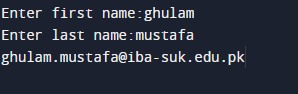 Enter first name:ghulam
Enter last name:mustafa
ghulam.mustafa@iba-suk.edu.pk